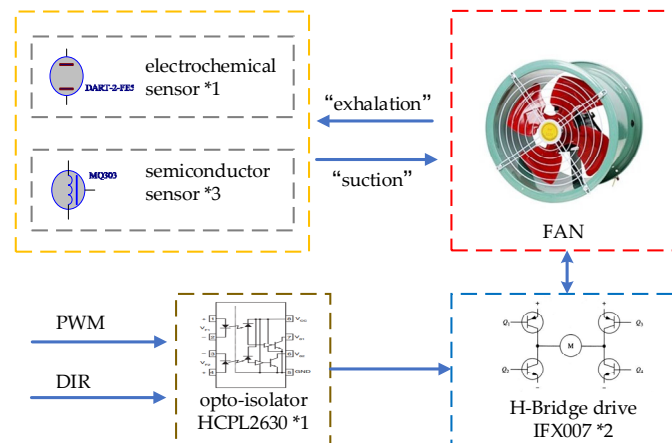 electrochemical
sensor *1
DART-2-FE5
semiconductor
sensor *3
MQ303
“exhalation”
“suction”
FAN
PWM
DIR
opto-isolator
HCPL2630 *1
M
H-Bridge drive
IFX007 *2